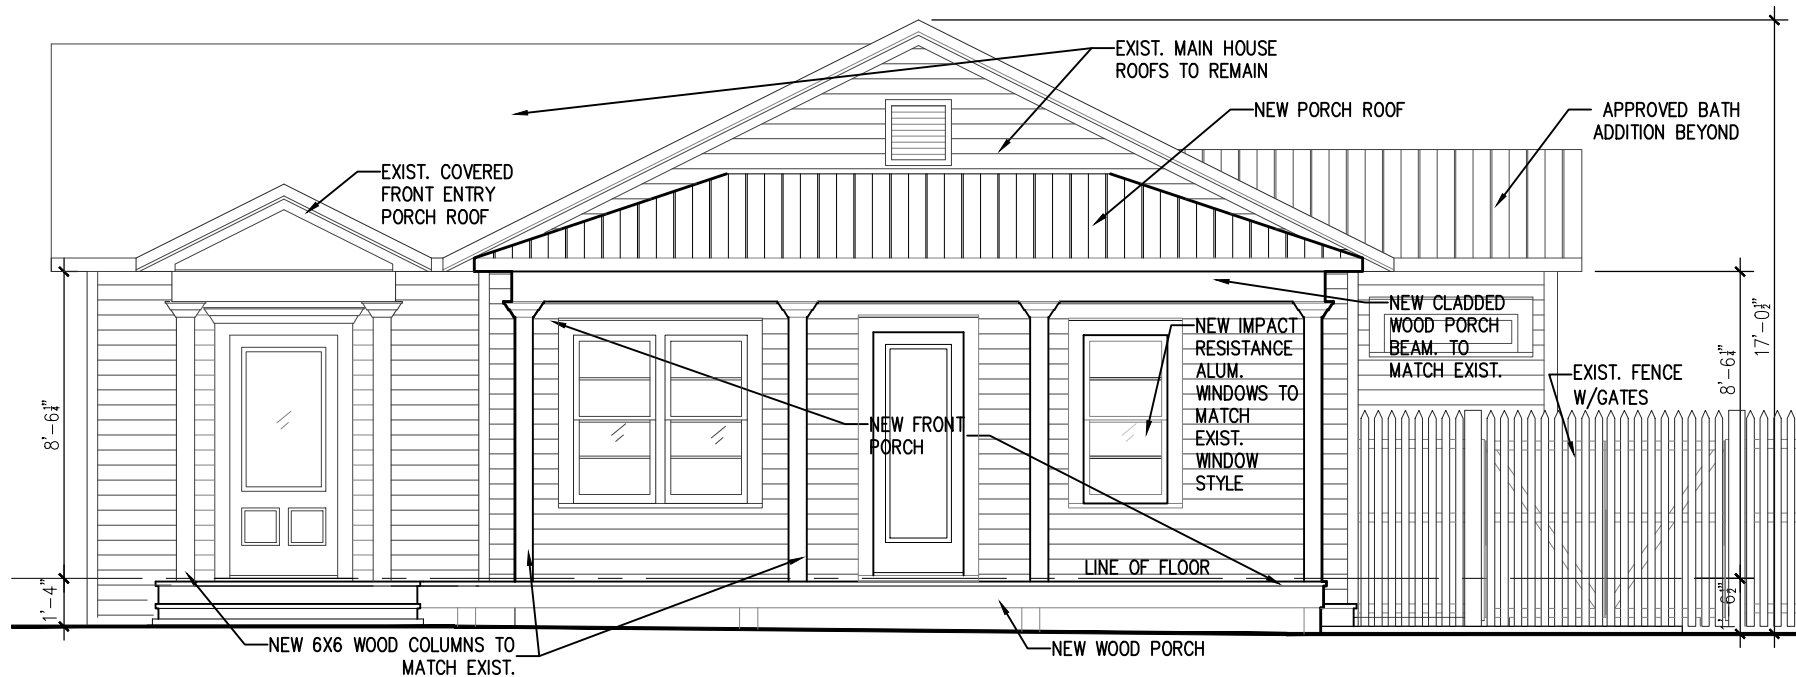 EXIST. MAIN HOUSE
ROOFS TO REMAIN
NEW PORCH ROOF
APPROVED BATH
ADDITION BEYOND
EXIST. COVERED
FRONT ENTRY
PORCH ROOF
NEW CLADDED
WOOD PORCH
BEAM. TO
MATCH EXIST.
NEW IMPACT
RESISTANCE
ALUM.
WINDOWS TO
MATCH
EXIST.
WINDOW
STYLE
EXIST. FENCE
W/GATES
NEW FRONT
PORCH
LINE OF FLOOR
NEW 6X6 WOOD COLUMNS TO
MATCH EXIST.
NEW WOOD PORCH
8'-6¼"
1'-4"
17'-0½"
8'-6¼"
6½"